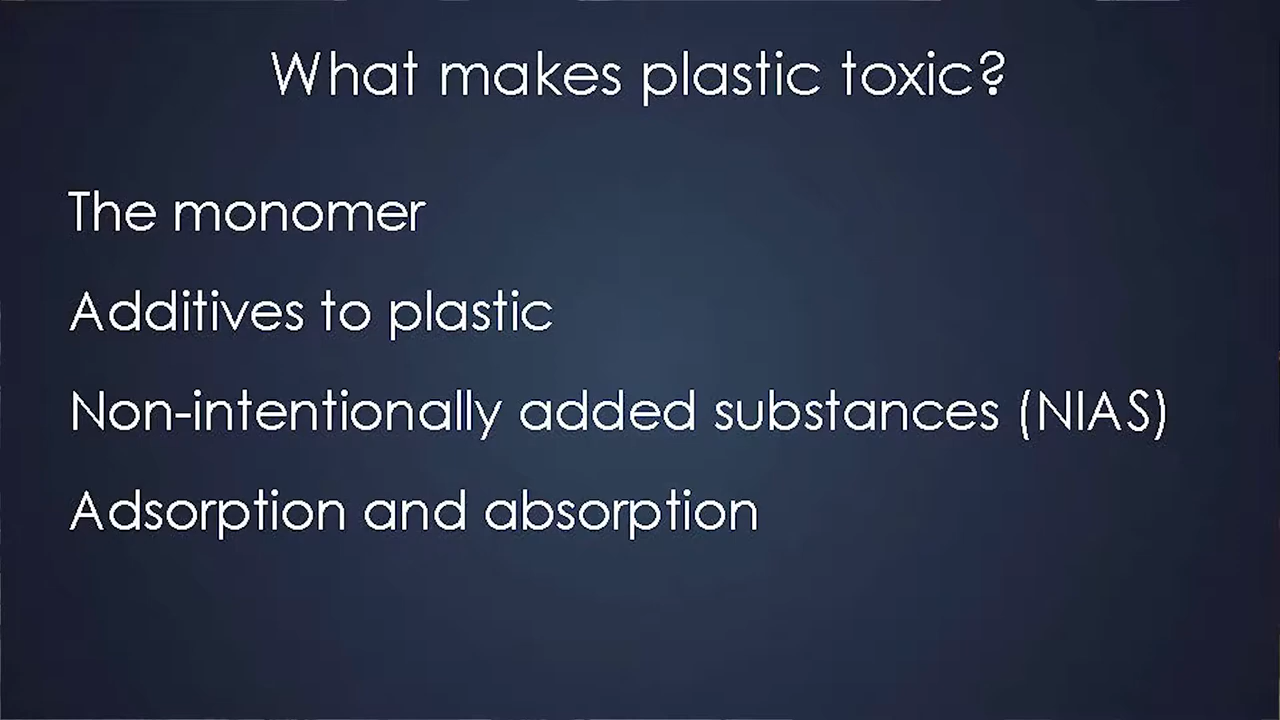 What makes plastic toxic?
The monomer
Additives to plastic
Non-intentionally added substances (NIAS)
Adsorption and absorption